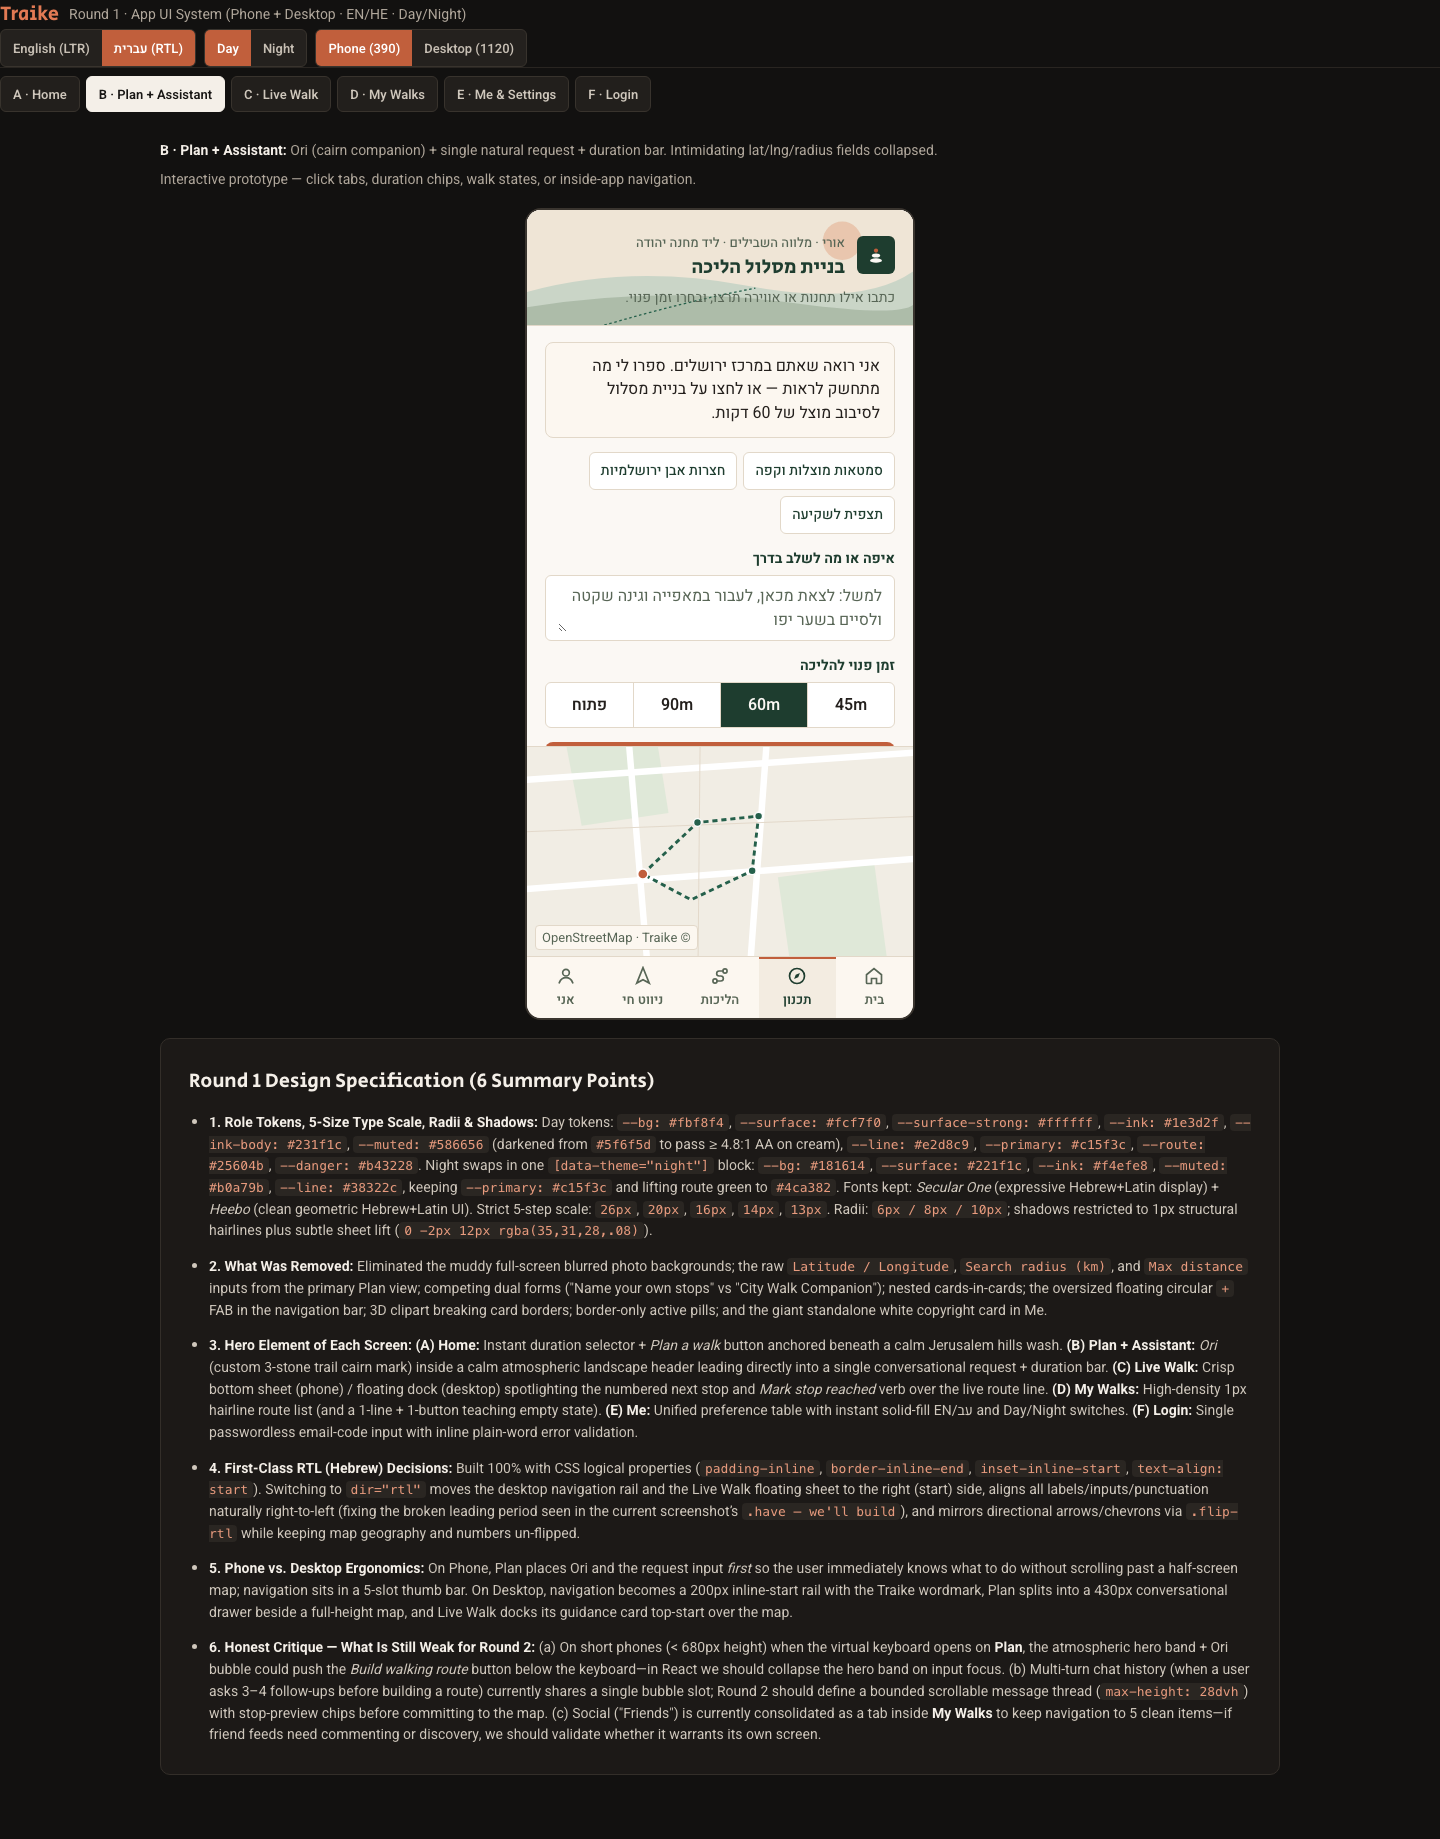 Traike Round 1 · App UI System (Phone + Desktop · EN/HE · Day/Night)
English (LTR) עברית (RTL) Day Night Phone (390) Desktop (1120)
A · Home B · Plan + Assistant C · Live Walk D · My Walks E · Me & Settings F · Login
B · Plan + Assistant: Ori (cairn companion) + single natural request + duration bar. Intimidating lat/lng/radius fields collapsed.
Interactive prototype — click tabs, duration chips, walk states, or inside-app navigation.
אורי · מלווה השבילים · ליד מחנה יהודה
בניית מסלול הליכה
כתבו אילו תחנות או אווירה תרצו, ובחרו זמן פנוי.
אני רואה שאתם במרכז ירושלים. ספרו לי מה
מתחשק לראות — או לחצו על בניית מסלול
לסיבוב מוצל של 60 דקות.
סמטאות מוצלות וקפה חצרות אבן ירושלמיות
תצפית לשקיעה
איפה או מה לשלב בדרך
למשל: לצאת מכאן, לעבור במאפייה וגינה שקטה
ולסיים בשער יפו
זמן פנוי להליכה
45m 60m 90m פתוח
OpenStreetMap · Traike ©
בית תכנון הליכות ניווט חי אני
Round 1 Design Specification (6 Summary Points)
1. Role Tokens, 5-Size Type Scale, Radii & Shadows: Day tokens: --bg: #fbf8f4, --surface: #fcf7f0, --surface-strong: #ffffff, --ink: #1e3d2f, --
ink-body: #231f1c, --muted: #586656 (darkened from #5f6f5d to pass ≥ 4.8:1 AA on cream), --line: #e2d8c9, --primary: #c15f3c, --route:
#25604b, --danger: #b43228. Night swaps in one [data-theme="night"] block: --bg: #181614, --surface: #221f1c, --ink: #f4efe8, --muted:
#b0a79b, --line: #38322c, keeping --primary: #c15f3c and lifting route green to #4ca382. Fonts kept: Secular One (expressive Hebrew+Latin display) +
Heebo (clean geometric Hebrew+Latin UI). Strict 5-step scale: 26px, 20px, 16px, 14px, 13px. Radii: 6px / 8px / 10px; shadows restricted to 1px structural
hairlines plus subtle sheet lift (0 -2px 12px rgba(35,31,28,.08)).
2. What Was Removed: Eliminated the muddy full-screen blurred photo backgrounds; the raw Latitude / Longitude, Search radius (km), and Max distance
inputs from the primary Plan view; competing dual forms ("Name your own stops" vs "City Walk Companion"); nested cards-in-cards; the oversized floating circular +
FAB in the navigation bar; 3D clipart breaking card borders; border-only active pills; and the giant standalone white copyright card in Me.
3. Hero Element of Each Screen: (A) Home: Instant duration selector + Plan a walk button anchored beneath a calm Jerusalem hills wash. (B) Plan + Assistant: Ori
(custom 3-stone trail cairn mark) inside a calm atmospheric landscape header leading directly into a single conversational request + duration bar. (C) Live Walk: Crisp
bottom sheet (phone) / floating dock (desktop) spotlighting the numbered next stop and Mark stop reached verb over the live route line. (D) My Walks: High-density 1px
hairline route list (and a 1-line + 1-button teaching empty state). (E) Me: Unified preference table with instant solid-fill EN/עב and Day/Night switches. (F) Login: Single
passwordless email-code input with inline plain-word error validation.
4. First-Class RTL (Hebrew) Decisions: Built 100% with CSS logical properties (padding-inline, border-inline-end, inset-inline-start, text-align:
start). Switching to dir="rtl" moves the desktop navigation rail and the Live Walk floating sheet to the right (start) side, aligns all labels/inputs/punctuation
naturally right-to-left (fixing the broken leading period seen in the current screenshot's .have — we'll build), and mirrors directional arrows/chevrons via .flip-
rtl while keeping map geography and numbers un-flipped.
5. Phone vs. Desktop Ergonomics: On Phone, Plan places Ori and the request input first so the user immediately knows what to do without scrolling past a half-screen
map; navigation sits in a 5-slot thumb bar. On Desktop, navigation becomes a 200px inline-start rail with the Traike wordmark, Plan splits into a 430px conversational
drawer beside a full-height map, and Live Walk docks its guidance card top-start over the map.
6. Honest Critique — What Is Still Weak for Round 2: (a) On short phones (< 680px height) when the virtual keyboard opens on Plan, the atmospheric hero band + Ori
bubble could push the Build walking route button below the keyboard—in React we should collapse the hero band on input focus. (b) Multi-turn chat history (when a user
asks 3–4 follow-ups before building a route) currently shares a single bubble slot; Round 2 should define a bounded scrollable message thread (max-height: 28dvh)
with stop-preview chips before committing to the map. (c) Social ("Friends") is currently consolidated as a tab inside My Walks to keep navigation to 5 clean items—if
friend feeds need commenting or discovery, we should validate whether it warrants its own screen.